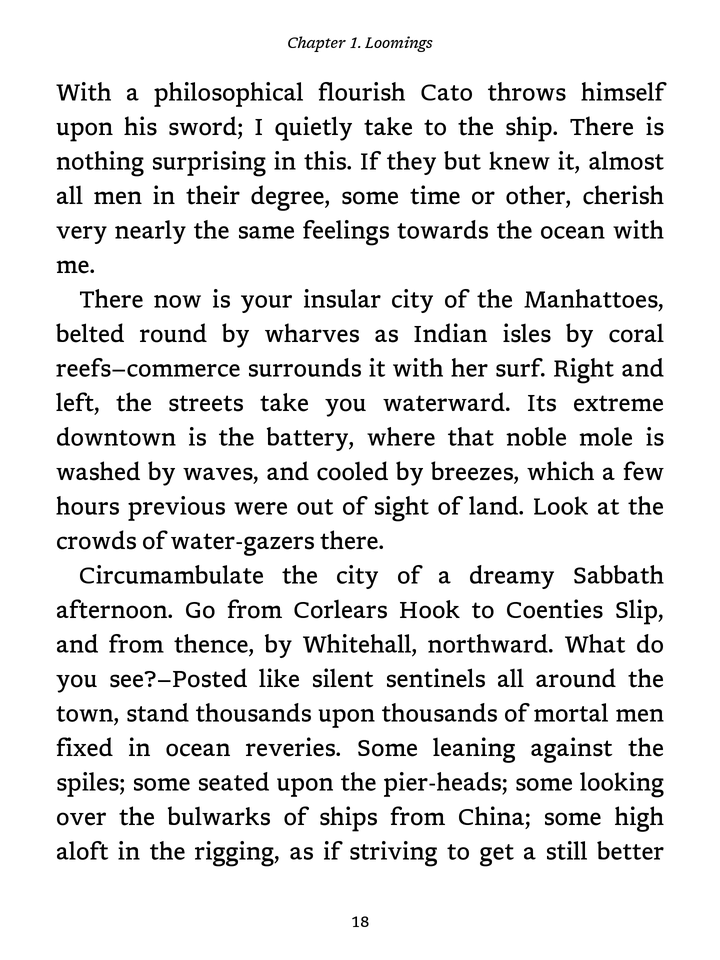 Chapter 1. Loomings
With a philosophical flourish Cato throws himself
upon his sword; I quietly take to the ship. There is
nothing surprising in this. If they but knew it, almost
all men in their degree, some time or other, cherish
very nearly the same feelings towards the ocean with
me.
There now is your insular city of the Manhattoes,
belted round by wharves as Indian isles by coral
reefs–commerce surrounds it with her surf. Right and
left, the streets take you waterward. Its extreme
downtown is the battery, where that noble mole is
washed by waves, and cooled by breezes, which a few
hours previous were out of sight of land. Look at the
crowds of water-gazers there.
Circumambulate the city of a dreamy Sabbath
afternoon. Go from Corlears Hook to Coenties Slip,
and from thence, by Whitehall, northward. What do
you see?–Posted like silent sentinels all around the
town, stand thousands upon thousands of mortal men
fixed in ocean reveries. Some leaning against the
spiles; some seated upon the pier-heads; some looking
over the bulwarks of ships from China; some high
aloft in the rigging, as if striving to get a still better
18